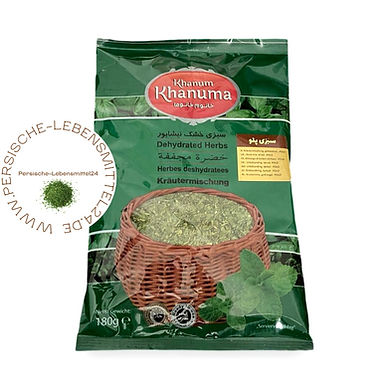 Khanum
Khanuma
خانوم خانوما
سبزی خشک نیشابور
Dehydrated Herbs
خضرة مجففة
Herbes deshydratees
Kräutermischung
سبزی پلو
180g ℮
WWW.PERSISCHE-LEBENSMITTEL24.DE
Persische-Lebensmittel24